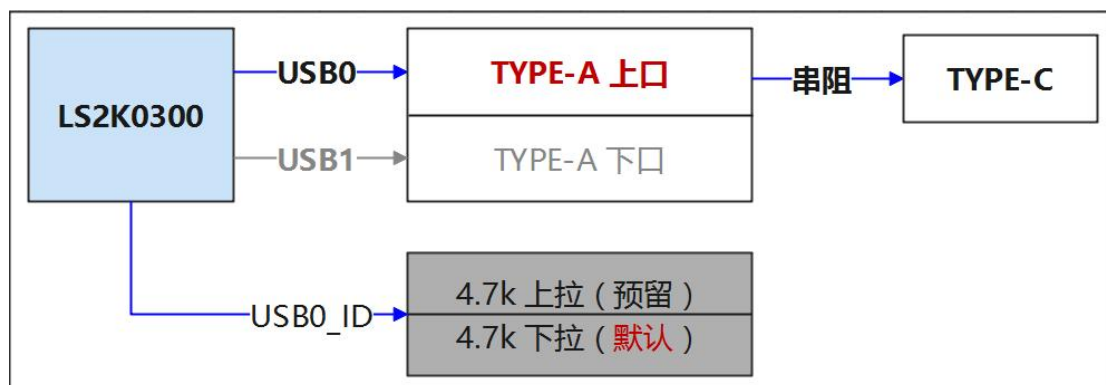 LS2K0300
USB0
TYPE-A 上口
串阻
TYPE-C
USB1
TYPE-A 下口
USB0_ID
4.7k 上拉（预留）
4.7k 下拉（默认）